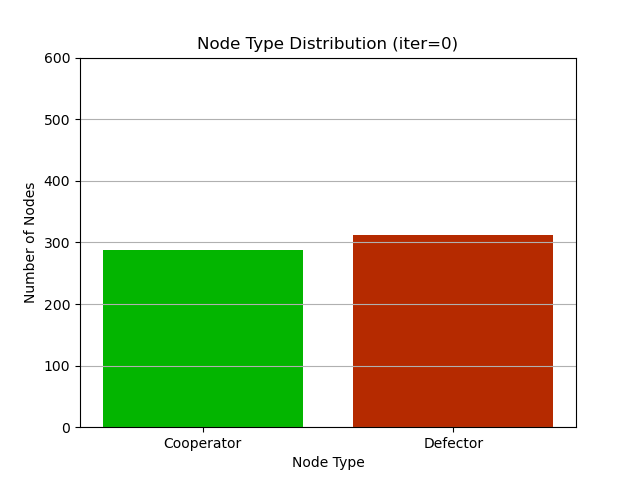 Node Type Distribution (iter=0)
600
500
400
300
200
100
0
Number of Nodes
Cooperator
Defector
Node Type